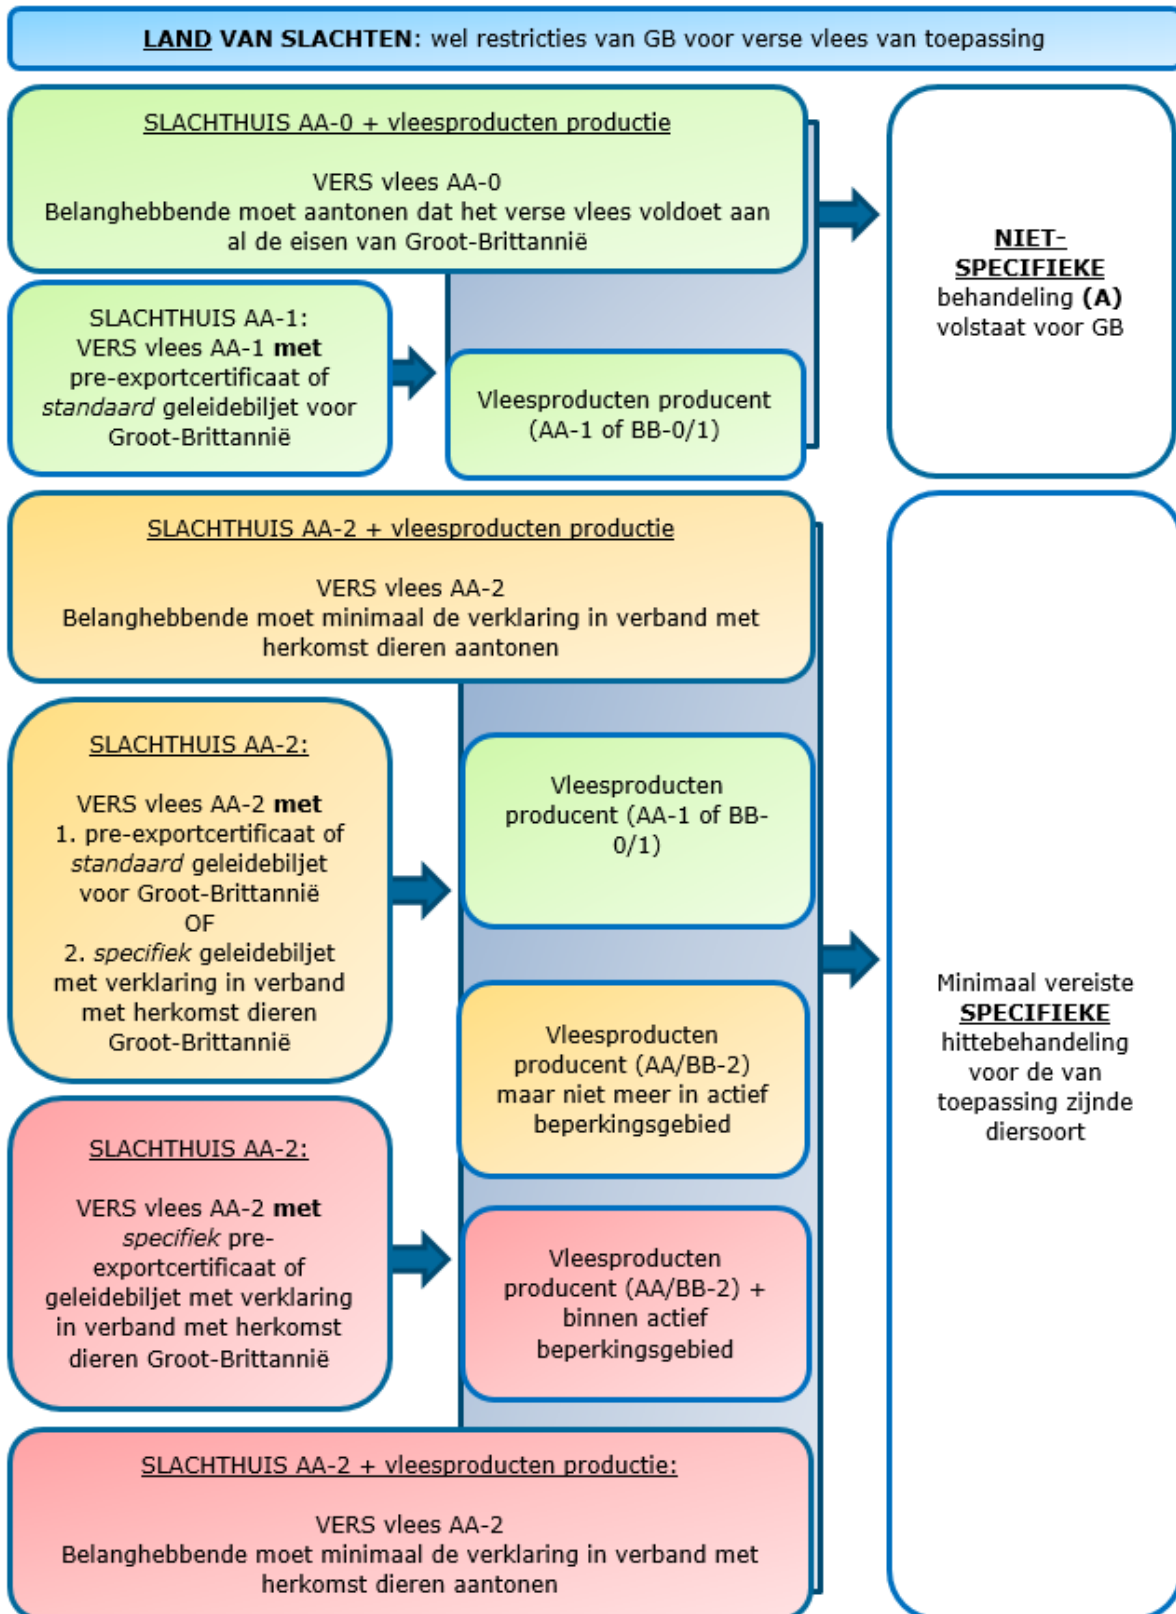 LAND VAN SLACHTEN: wel restricties van GB voor verse vlees van toepassing
SLACHTHUIS AA-0 + vleesproducten productie
VERS vlees AA-0
Belanghebbende moet aantonen dat het verse vlees voldoet aan
al de eisen van Groot-Brittannië
SLACHTHUIS AA-1:
VERS vlees AA-1 met
pre-exportcertificaat of
standaard geleidebiljet voor
Groot-Brittannië
Vleesproducten producent
(AA-1 of BB-0/1)
NIET-
SPECIFIEKE
behandeling (A)
volstaat voor GB
SLACHTHUIS AA-2 + vleesproducten productie
VERS vlees AA-2
Belanghebbende moet minimaal de verklaring in verband met
herkomst dieren aantonen
SLACHTHUIS AA-2:
VERS vlees AA-2 met
1. pre-exportcertificaat of
standaard geleidebiljet
voor Groot-Brittannië
OF
2. specifiek geleidebiljet
met verklaring in verband
met herkomst dieren
Groot-Brittannië
Vleesproducten
producent (AA-1 of BB-
0/1)
Vleesproducten
producent (AA/BB-2)
maar niet meer in actief
beperkingsgebied
SLACHTHUIS AA-2:
VERS vlees AA-2 met
specifiek pre-
exportcertificaat of
geleidebiljet met verklaring
in verband met herkomst
dieren Groot-Brittannië
Vleesproducten
producent (AA/BB-2) +
binnen actief
beperkingsgebied
SLACHTHUIS AA-2 + vleesproducten productie:
VERS vlees AA-2
Belanghebbende moet minimaal de verklaring in verband met
herkomst dieren aantonen
Minimaal vereiste
SPECIFIEKE
hittebehandeling
voor de van
toepassing zijnde
diersoort